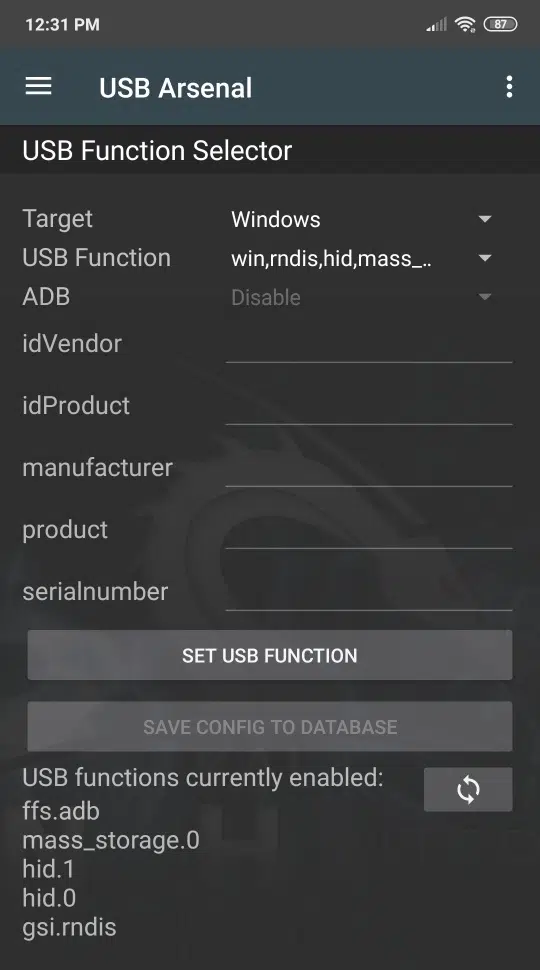 12:31 PM
87
USB Arsenal
USB Function Selector
Target Windows
USB Function win,rndis,hid,mass_..
ADB Disable
idVendor
idProduct
manufacturer
product
serialnumber
SET USB FUNCTION
SAVE CONFIG TO DATABASE
USB functions currently enabled:
ffs.adb
mass_storage.0
hid.1
hid.0
gsi.rndis